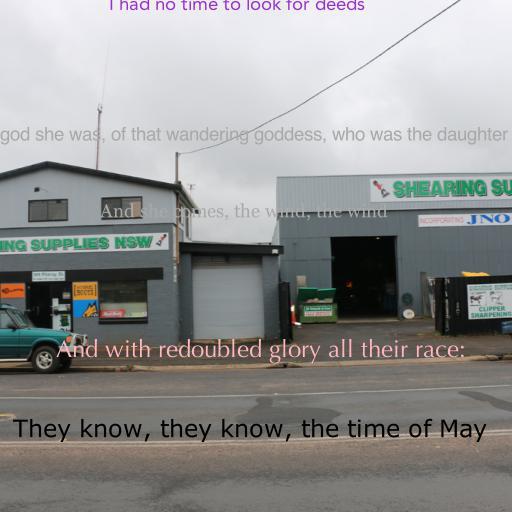 I had no time to look for deeds
god she was, of that wandering goddess, who was the daughter
And she comes, the wind, the wind
SHEARING SU
INCORPORATING JNO
ING SUPPLIES NSW
CLIPPER
SHARPENING
And with redoubled glory all their race:
They know, they know, the time of May